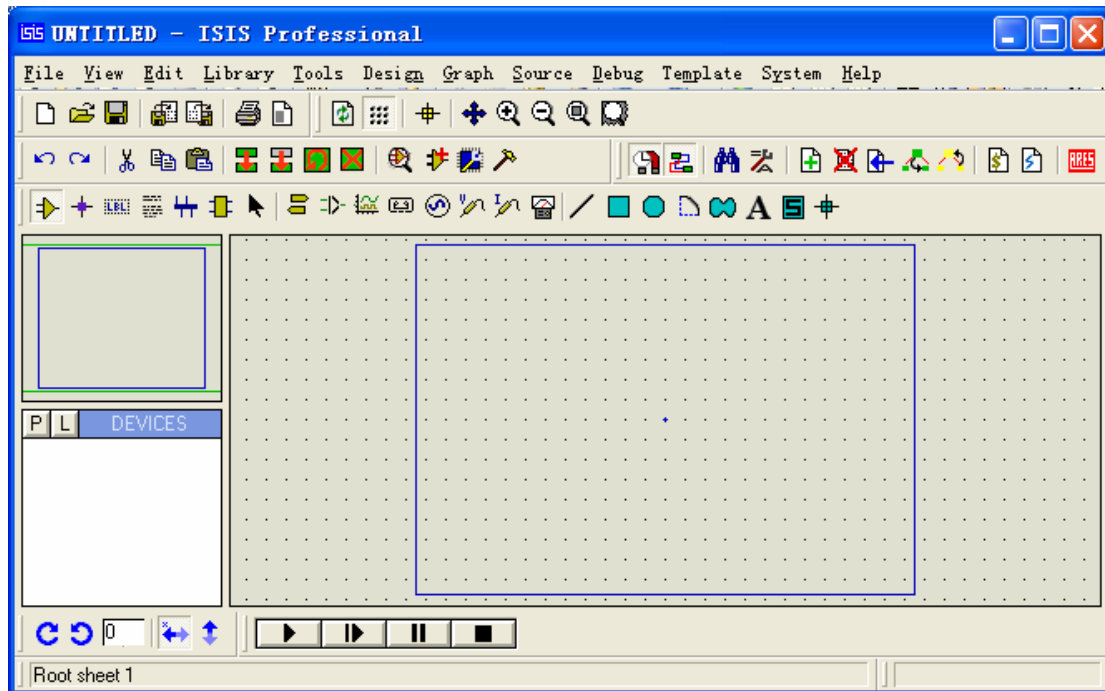 isis UNTITLED - ISIS Professional
File View Edit Library Tools Design Graph Source Debug Template System Help
ARES
LBL
A S
P L DEVICES
0
Root sheet 1